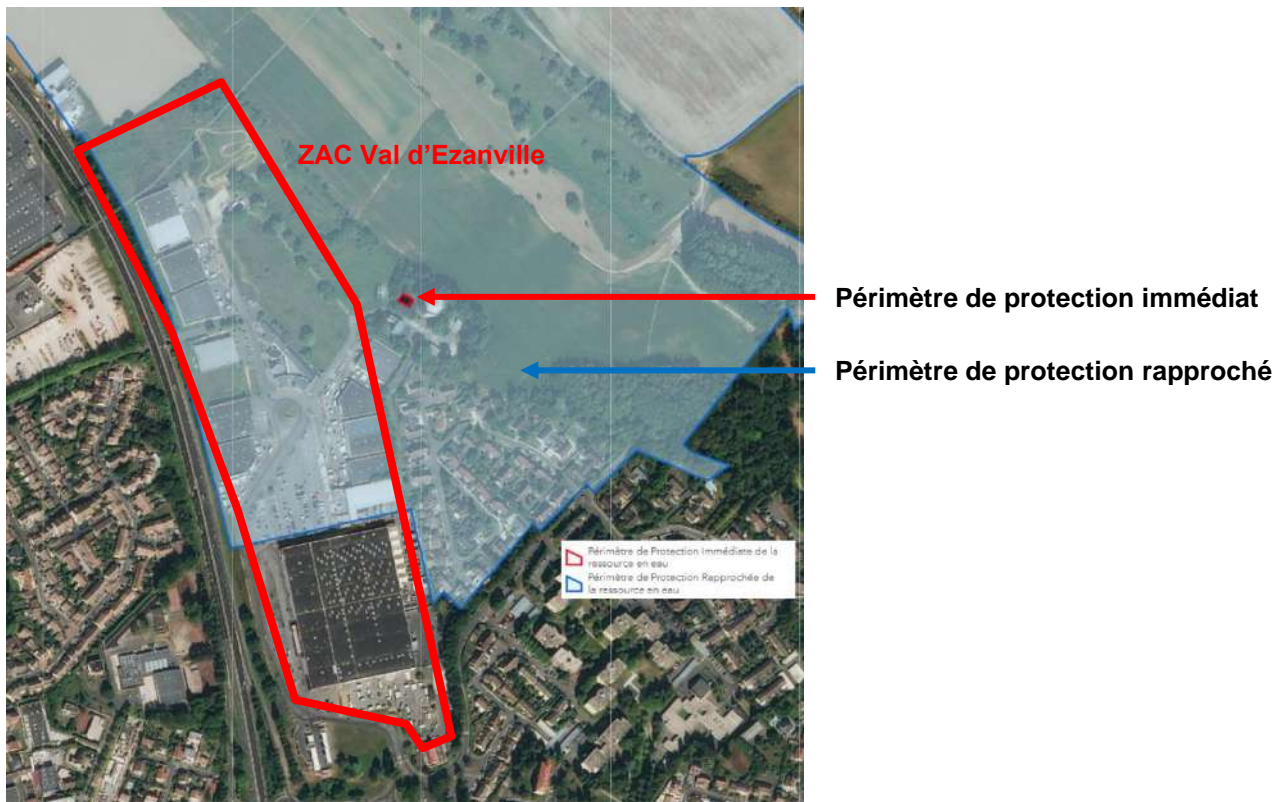 ZAC Val d'Ezanville
Périmètre de protection immédiat
Périmètre de protection rapproché
Périmètre de Protection Immédiate de la
ressource en eau
Périmètre de Protection Rapprochée de
la ressource en eau